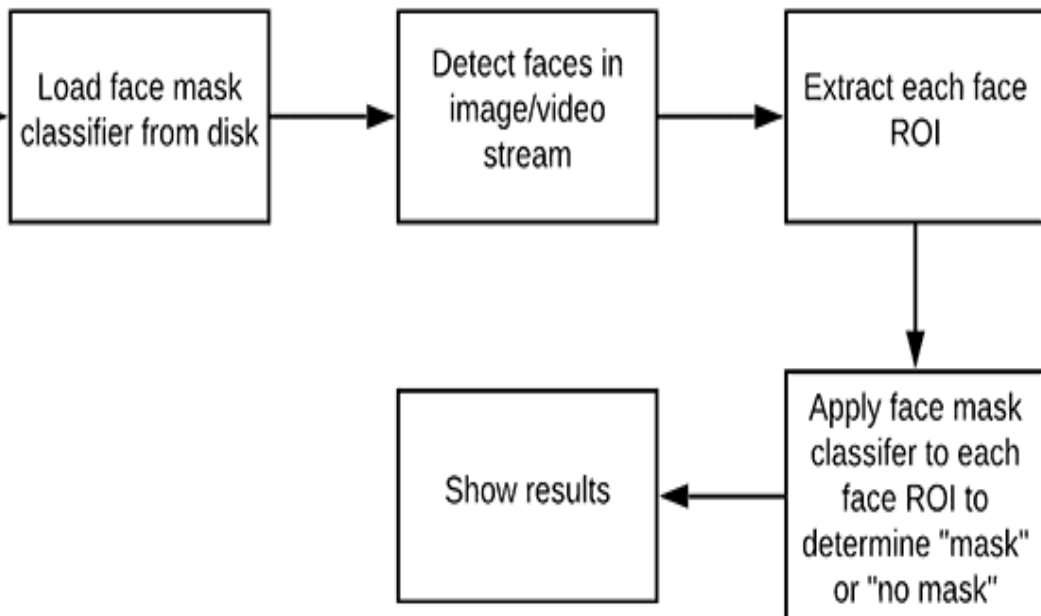 Load face mask
classifier from disk
Detect faces in
image/video
stream
Extract each face
ROI
Apply face mask
classifer to each
face ROI to
determine "mask"
or "no mask"
Show results